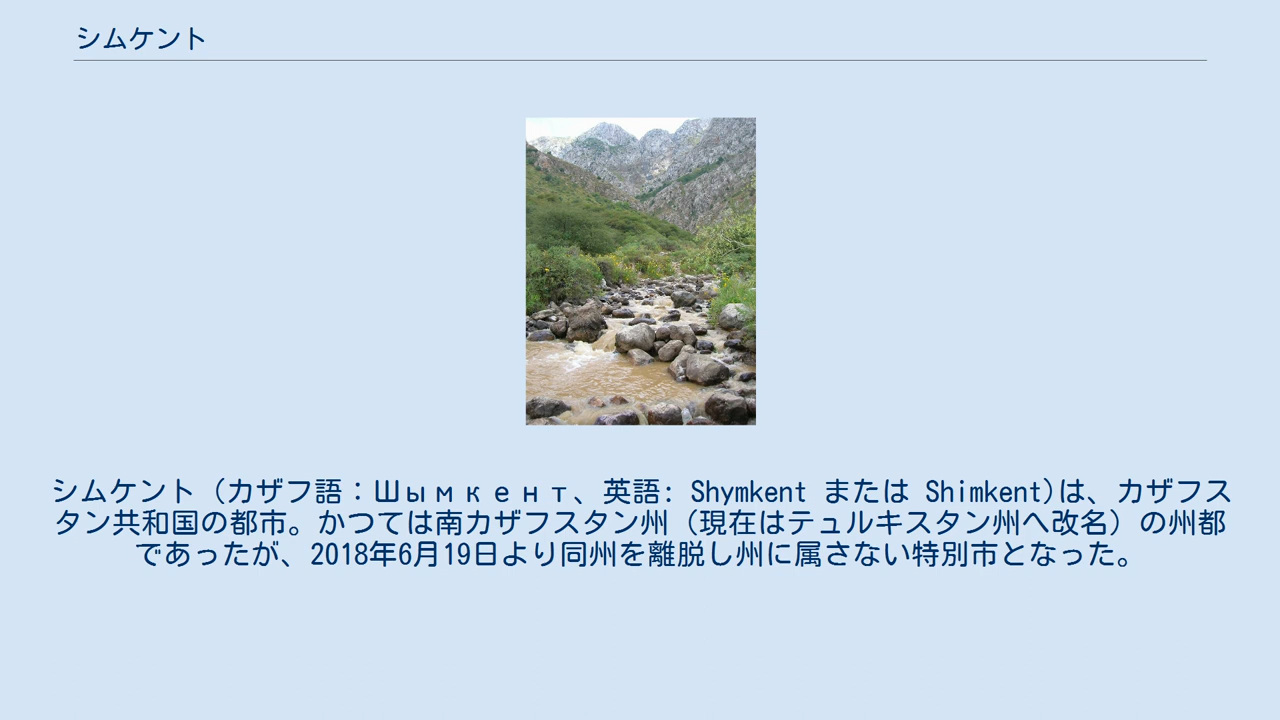 シムケント
シムケント（カザフ語：Шымкент、英語: Shymkent または Shimkent)は、カザフス
タン共和国の都市。かつては南カザフスタン州（現在はテュルキスタン州へ改名）の州都
であったが、2018年6月19日より同州を離脱し州に属さない特別市となった。